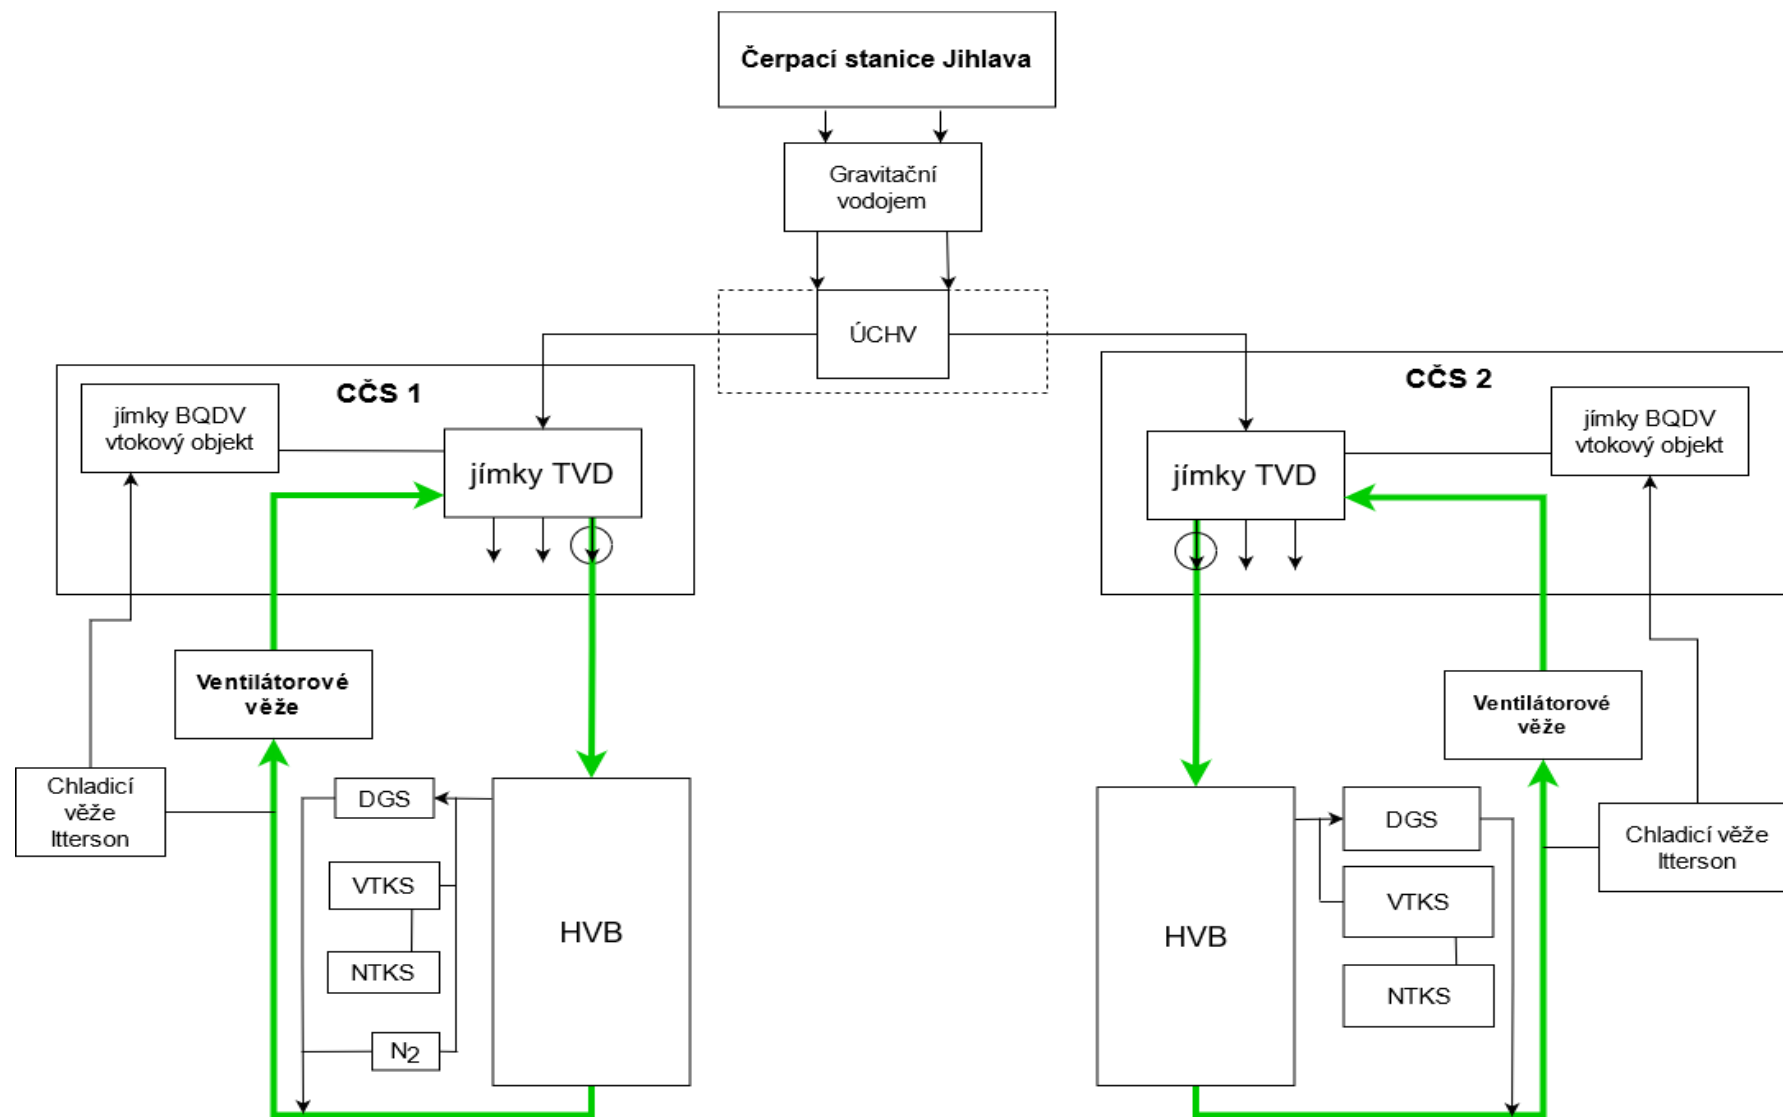 Čerpací stanice Jihlava
Gravitační
vodojem
ÚCHV
CČS 1
jímky BQDV
vtokový objekt
jímky TVD
Ventilátorové
věže
Chladicí
věže
Itterson
DGS
VTKS
NTKS
N2
HVB
CČS 2
jímky BQDV
vtokový objekt
jímky TVD
Ventilátorové
věže
Chladicí věže
Itterson
DGS
VTKS
NTKS
HVB